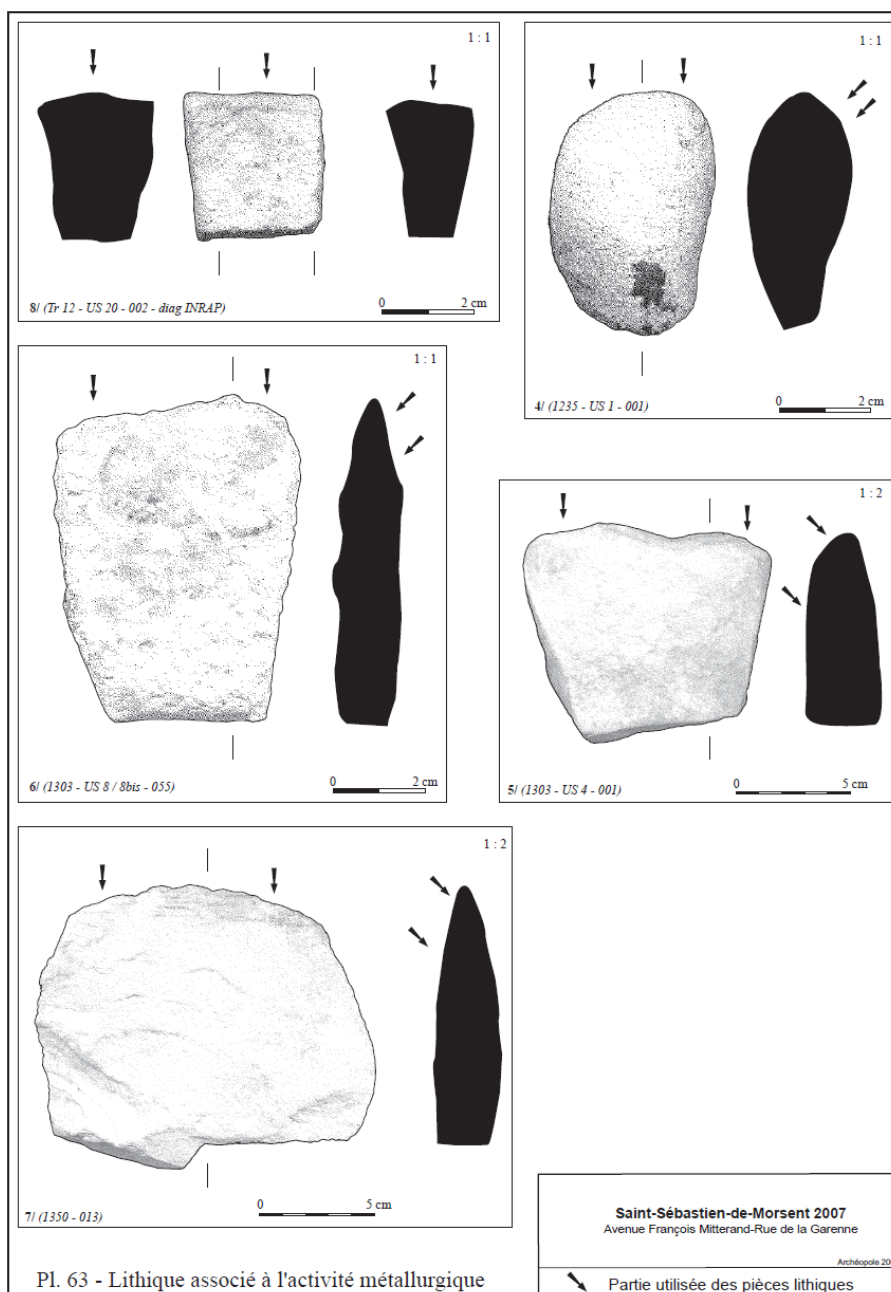 1 : 1
8/ (Tr 12 - US 20 - 002 - diag INRAP)
0 2 cm
1 : 1
4/ (1235 - US 1 - 001)
0 2 cm
1 : 1
6/ (1303 - US 8 / 8bis - 055)
0 2 cm
1 : 2
5/ (1303 - US 4 - 001)
0 5 cm
1 : 2
7/ (1350 - 013)
0 5 cm
Saint-Sébastien-de-Morsent 2007
Avenue François Mitterand-Rue de la Garenne
Archéopole
Pl. 63 - Lithique associé à l'activité métallurgique
Partie utilisée des pièces lithiques